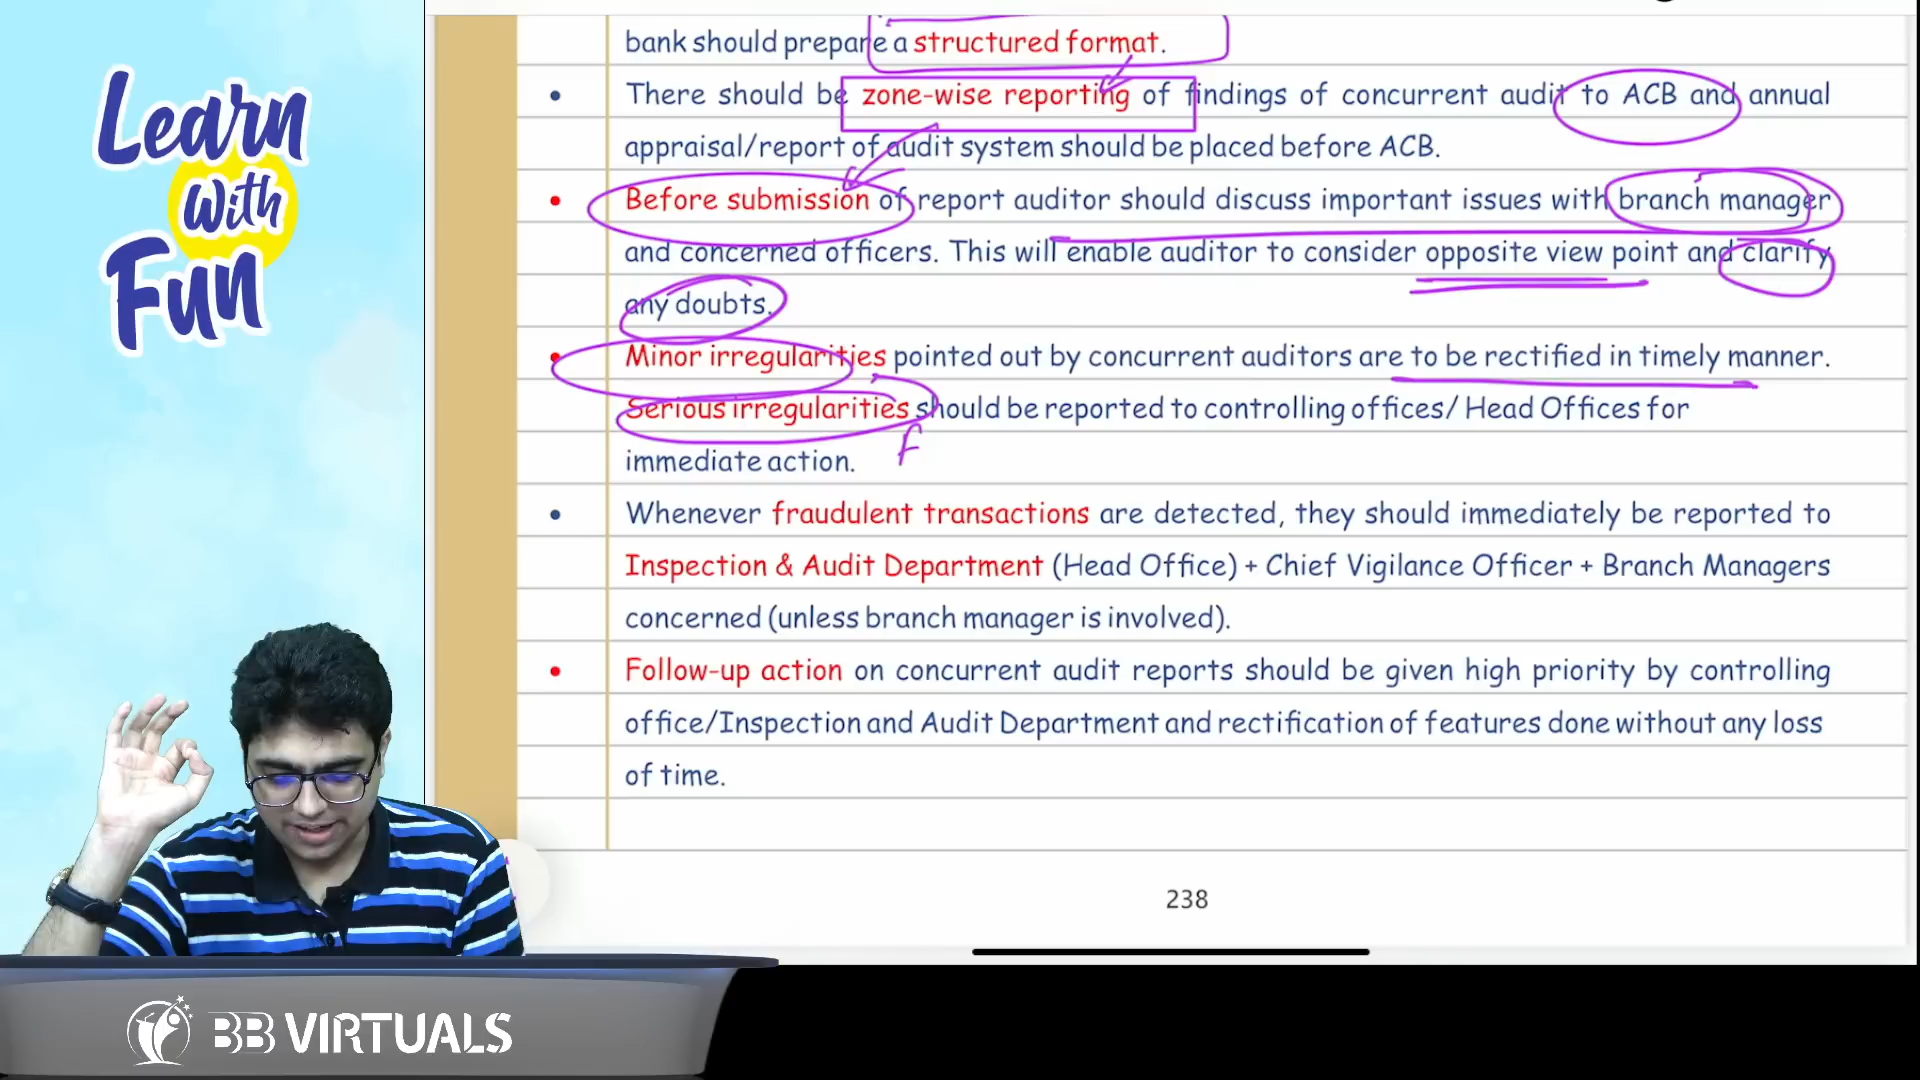 Learn
With
Fun
bank should prepare a structured format.
• There should be zone-wise reporting of findings of concurrent audit to ACB and annual
appraisal/report of audit system should be placed before ACB.
• Before submission of report auditor should discuss important issues with branch manager
and concerned officers. This will enable auditor to consider opposite view point and clarify
any doubts.
• Minor irregularities pointed out by concurrent auditors are to be rectified in timely manner.
Serious irregularities should be reported to controlling offices/ Head Offices for
F
immediate action.
• Whenever fraudulent transactions are detected, they should immediately be reported to
Inspection & Audit Department (Head Office) + Chief Vigilance Officer + Branch Managers
concerned (unless branch manager is involved).
• Follow-up action on concurrent audit reports should be given high priority by controlling
office/Inspection and Audit Department and rectification of features done without any loss
of time.
238
BB VIRTUALS